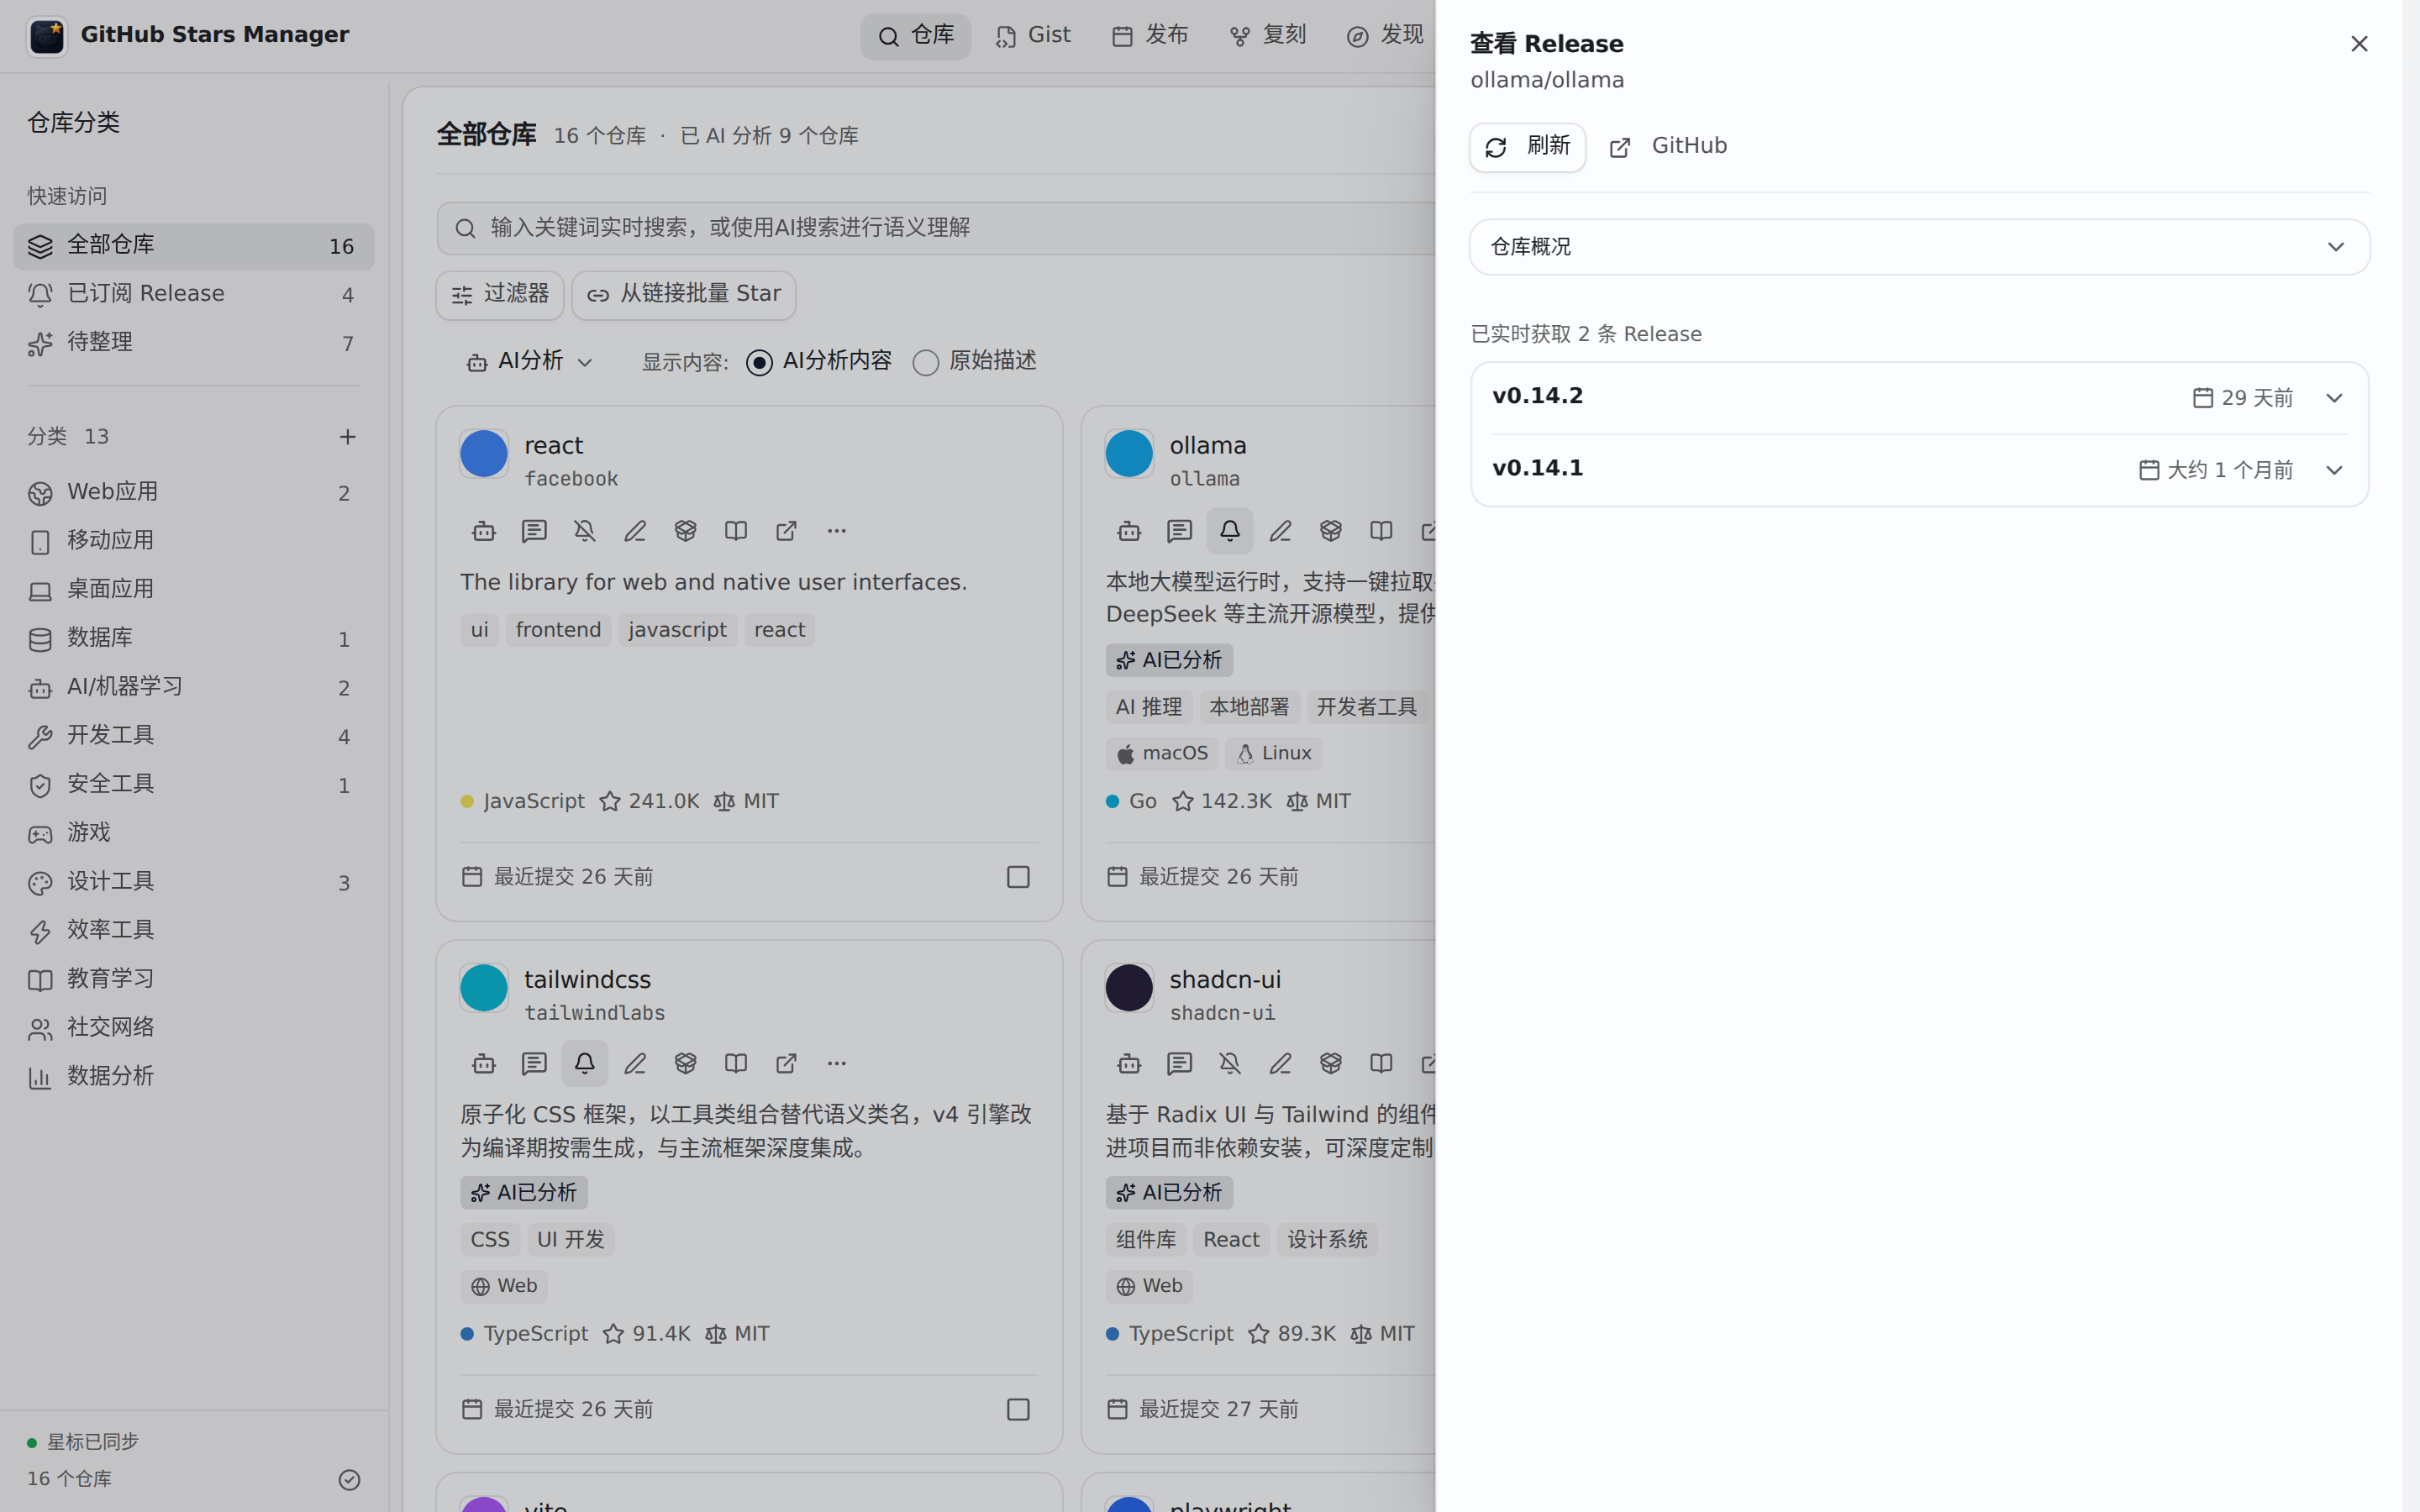 GitHub Stars Manager
仓库
Gist
发布
复刻
发现
仓库分类
快速访问
全部仓库 16
已订阅 Release 4
待整理 7
分类 13
Web应用 2
移动应用
桌面应用
数据库 1
AI/机器学习 2
开发工具 4
安全工具 1
游戏
设计工具 3
效率工具
教育学习
社交网络
数据分析
星标已同步
16 个仓库
全部仓库 16 个仓库 · 已 AI 分析 9 个仓库
输入关键词实时搜索，或使用AI搜索进行语义理解
过滤器
从链接批量 Star
AI分析
显示内容:
AI分析内容
原始描述
react
facebook
The library for web and native user interfaces.
ui frontend javascript react
JavaScript 241.0K MIT
最近提交 26 天前
ollama
ollama
本地大模型运行时，支持一键拉取
DeepSeek 等主流开源模型，提供
AI已分析
AI 推理 本地部署 开发者工具
macOS Linux
Go 142.3K MIT
最近提交 26 天前
tailwindcss
tailwindlabs
原子化 CSS 框架，以工具类组合替代语义类名，v4 引擎改
为编译期按需生成，与主流框架深度集成。
AI已分析
CSS UI 开发
Web
TypeScript 91.4K MIT
最近提交 26 天前
shadcn-ui
shadcn-ui
基于 Radix UI 与 Tailwind 的组件
进项目而非依赖安装，可深度定制
AI已分析
组件库 React 设计系统
Web
TypeScript 89.3K MIT
最近提交 27 天前
vite
playwright
查看 Release
ollama/ollama
刷新
GitHub
仓库概况
已实时获取 2 条 Release
v0.14.2 29 天前
v0.14.1 大约 1 个月前